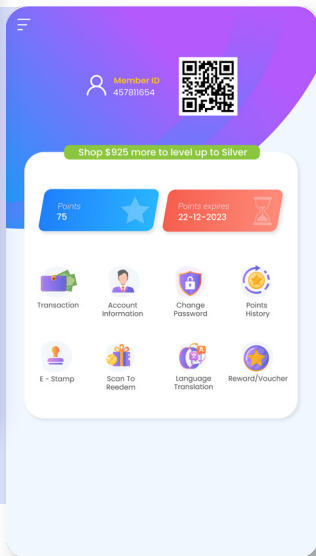 Member ID
457811654
Shop $925 more to level up to Silver
Points
75
Points expires
22-12-2023
Transaction
Account
Information
Change
Password
Points
History
E - Stamp
Scan To
Reedem
Language
Translation
Reward/Voucher